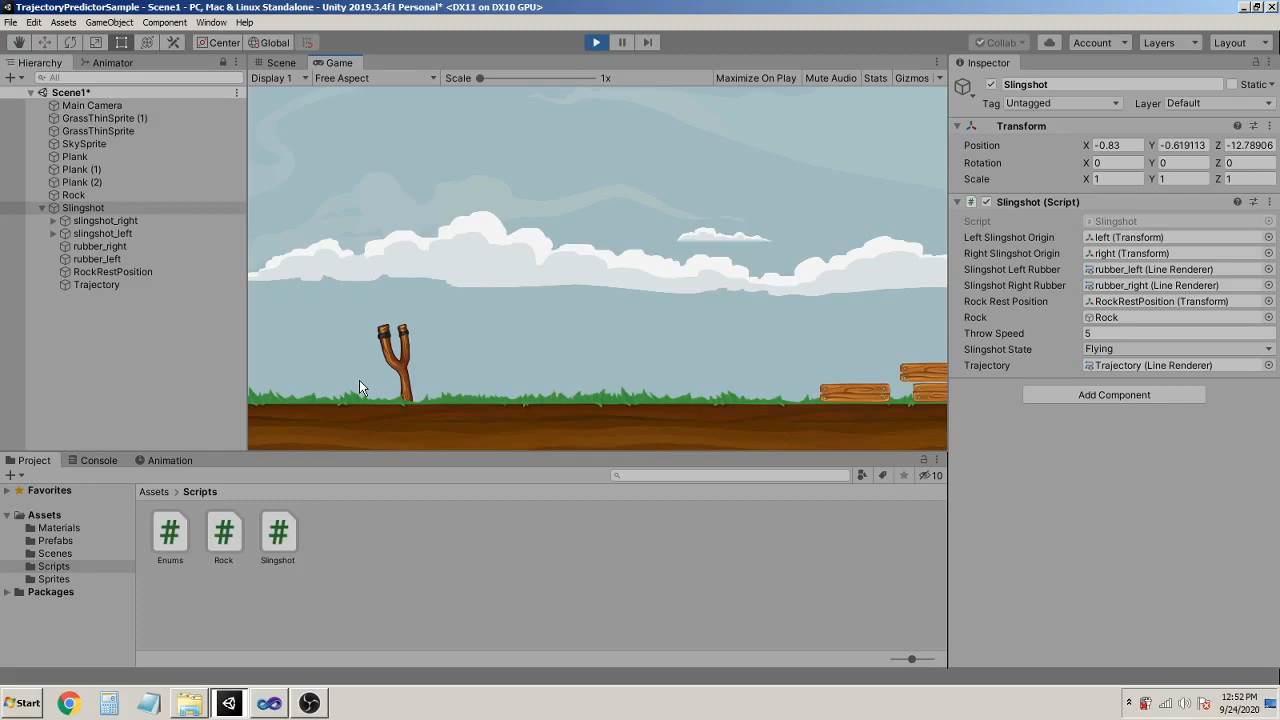 TrajectoryPredictorSample - Scene1 - PC, Mac & Linux Standalone - Unity 2019.3.4f1 Personal* <DX11 on DX10 GPU>
File Edit Assets GameObject Component Window Help
Center Global Collab Account Layers Layout
Hierarchy Animator
All
Scene1*
Main Camera
GrassThinSprite (1)
GrassThinSprite
SkySprite
Plank
Plank (1)
Plank (2)
Rock
Slingshot
slingshot_right
slingshot_left
rubber_right
rubber_left
RockRestPosition
Trajectory
Scene Game
Display 1 Free Aspect Scale 1x Maximize On Play Mute Audio Stats Gizmos
Inspector
Slingshot Static
Tag Untagged Layer Default
Transform
Position X -0.83 Y -0.619113 Z -12.78906
Rotation X 0 Y 0 Z 0
Scale X 1 Y 1 Z 1
Slingshot (Script)
Script Slingshot
Left Slingshot Origin left (Transform)
Right Slingshot Origin right (Transform)
Slingshot Left Rubber rubber_left (Line Renderer)
Slingshot Right Rubber rubber_right (Line Renderer)
Rock Rest Position RockRestPosition (Transform)
Rock Rock
Throw Speed 5
Slingshot State Flying
Trajectory Trajectory (Line Renderer)
Add Component
Project Console Animation
10
Favorites
Assets
Materials
Prefabs
Scenes
Scripts
Sprites
Packages
Assets > Scripts
Enums Rock Slingshot
Start
12:52 PM
9/24/2020